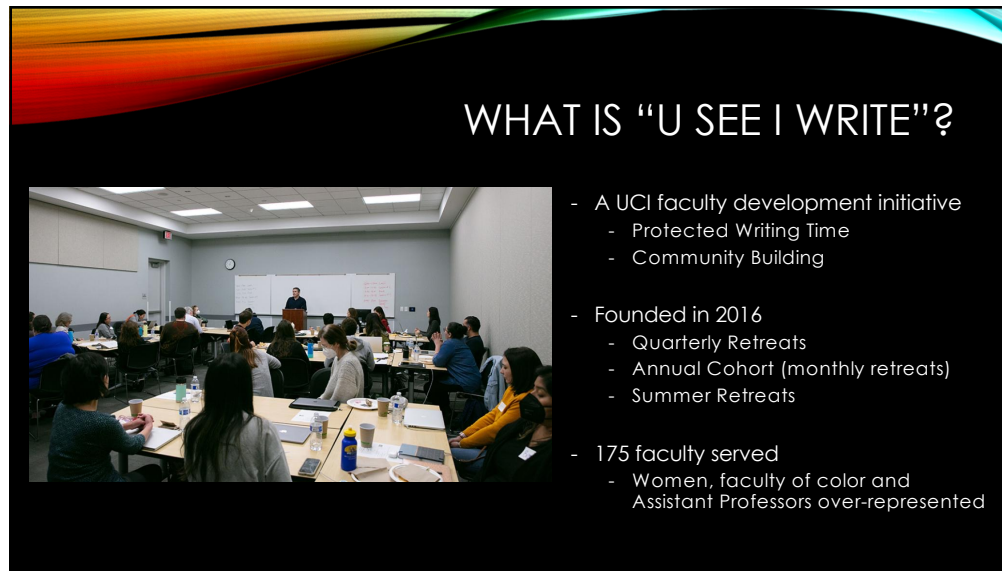 WHAT IS “U SEE I WRITE”?
- A UCI faculty development initiative
- Protected Writing Time
- Community Building
- Founded in 2016
- Quarterly Retreats
- Annual Cohort (monthly retreats)
- Summer Retreats
- 175 faculty served
- Women, faculty of color and
Assistant Professors over-represented